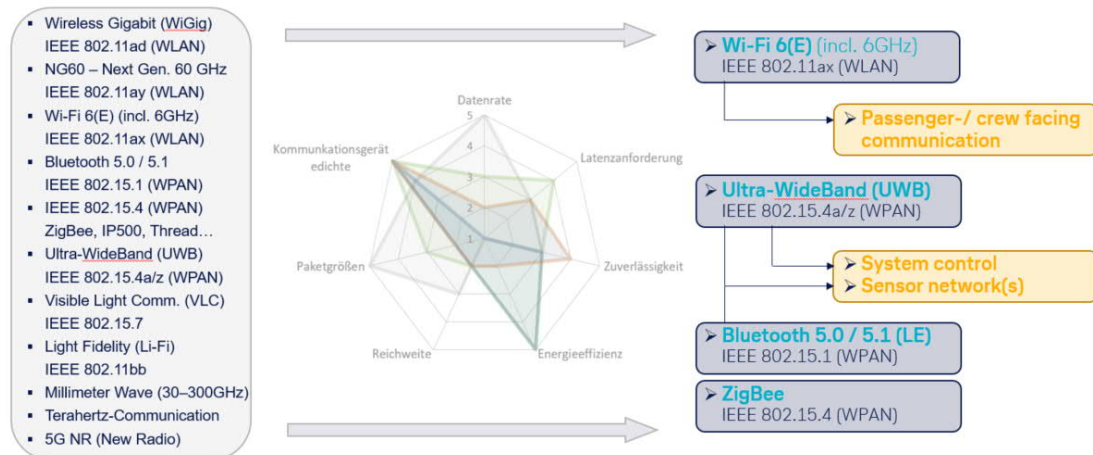 ▪ Wireless Gigabit (WiGig)
IEEE 802.11ad (WLAN)
▪ NG60 – Next Gen. 60 GHz
IEEE 802.11ay (WLAN)
▪ Wi-Fi 6(E) (incl. 6GHz)
IEEE 802.11ax (WLAN)
▪ Bluetooth 5.0 / 5.1
IEEE 802.15.1 (WPAN)
▪ IEEE 802.15.4 (WPAN)
ZigBee, IP500, Thread…
▪ Ultra-WideBand (UWB)
IEEE 802.15.4a/z (WPAN)
▪ Visible Light Comm. (VLC)
IEEE 802.15.7
▪ Light Fidelity (Li-Fi)
IEEE 802.11bb
▪ Millimeter Wave (30–300GHz)
▪ Terahertz-Communication
▪ 5G NR (New Radio)
Datenrate
5
4
3
2
1
Latenzanforderung
Zuverlässigkeit
Energieeffizienz
Reichweite
Paketgrößen
Kommunkationsgerät
edichte
➢ Wi-Fi 6(E) (incl. 6GHz)
IEEE 802.11ax (WLAN)
➢ Passenger-/ crew facing
communication
➢ Ultra-WideBand (UWB)
IEEE 802.15.4a/z (WPAN)
➢ System control
➢ Sensor network(s)
➢ Bluetooth 5.0 / 5.1 (LE)
IEEE 802.15.1 (WPAN)
➢ ZigBee
IEEE 802.15.4 (WPAN)